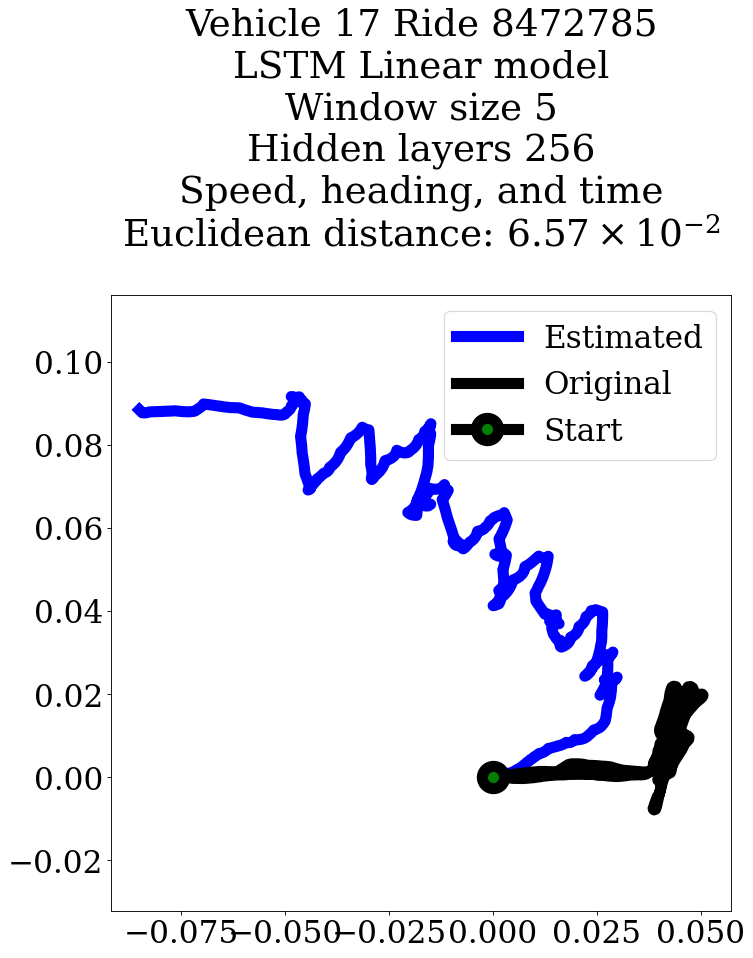 Vehicle 17 Ride 8472785
LSTM Linear model
Window size 5
Hidden layers 256
Speed, heading, and time
Euclidean distance: 6.57 × 10⁻²
Estimated
Original
Start
0.10
0.08
0.06
0.04
0.02
0.00
−0.02
−0.075 −0.050 −0.025 0.000 0.025 0.050